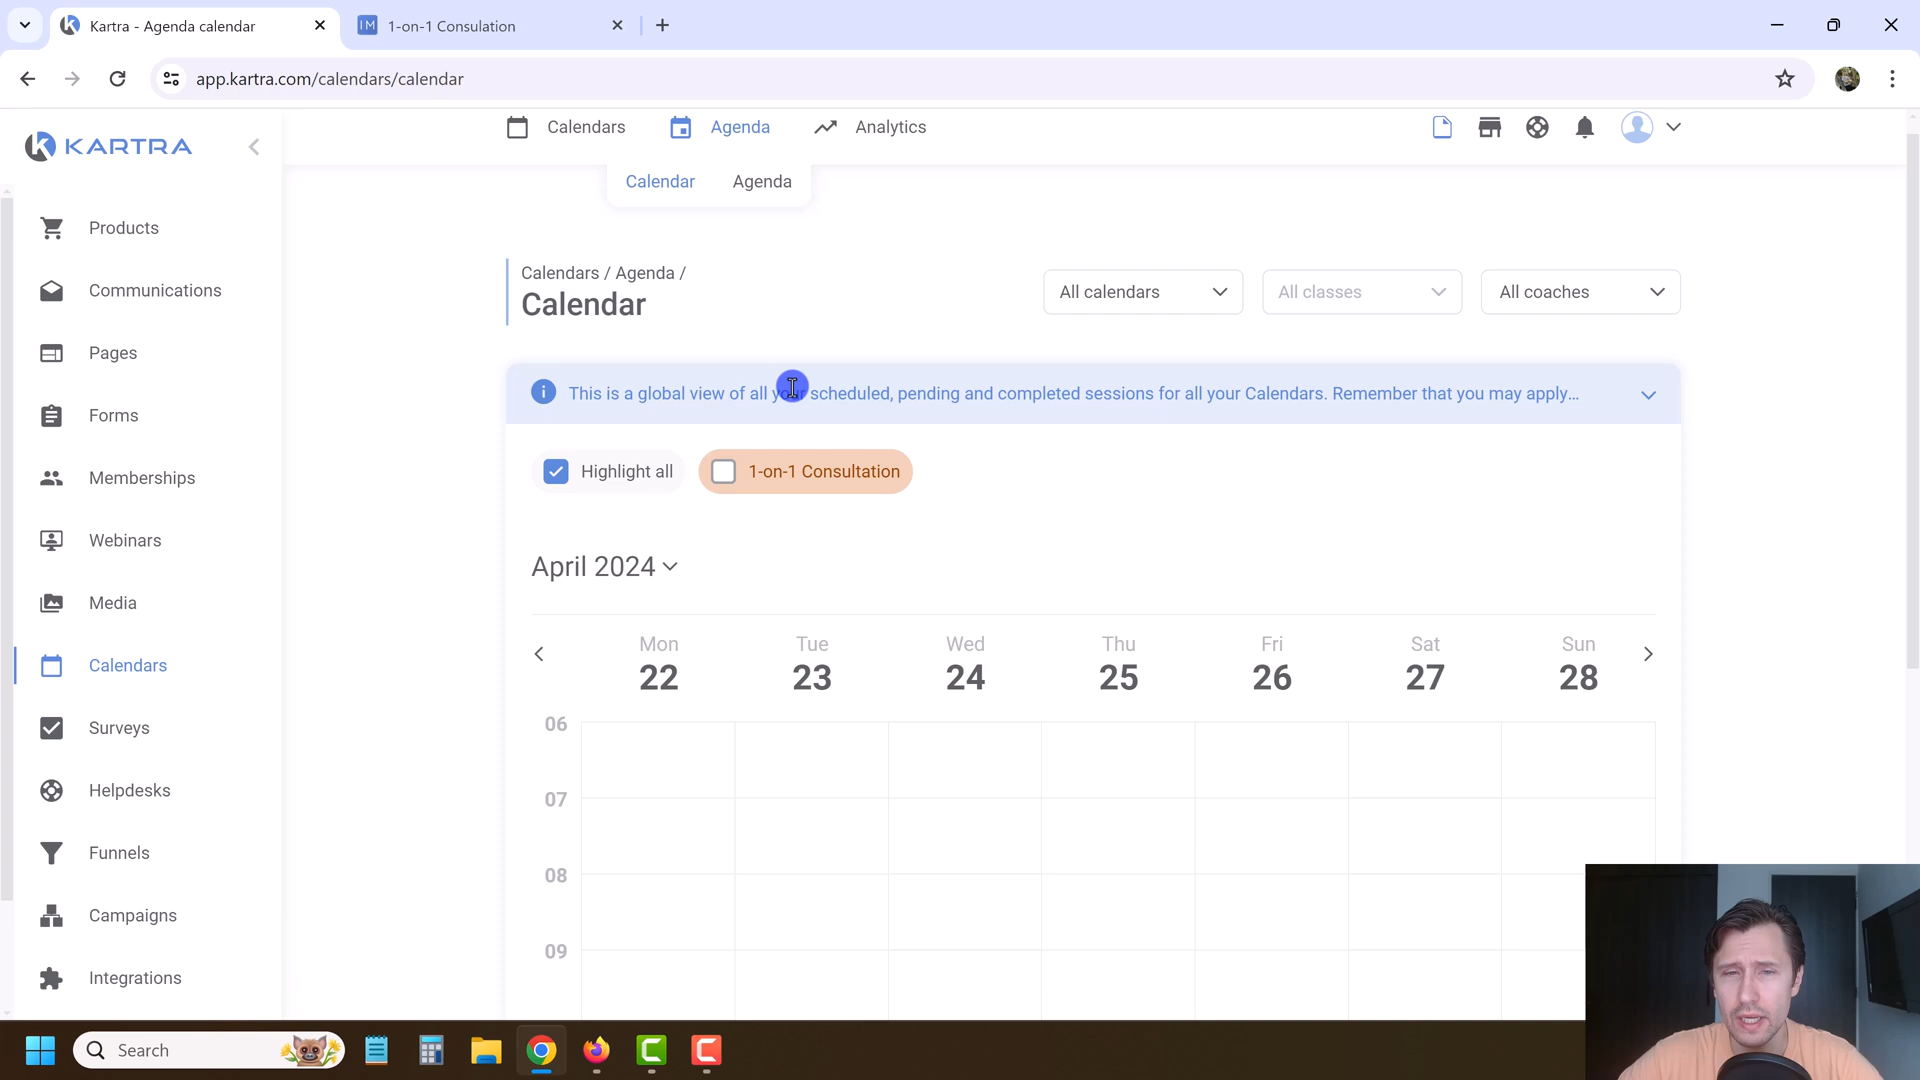 Kartra - Agenda calendar
IM 1-on-1 Consulation
app.kartra.com/calendars/calendar
KARTRA
Calendars Agenda Analytics
Calendar Agenda
Products
Communications
Pages
Forms
Memberships
Webinars
Media
Calendars
Surveys
Helpdesks
Funnels
Campaigns
Integrations
Calendars / Agenda /
Calendar
All calendars All classes All coaches
This is a global view of all your scheduled, pending and completed sessions for all your Calendars. Remember that you may apply...
Highlight all 1-on-1 Consultation
April 2024
Mon Tue Wed Thu Fri Sat Sun
22 23 24 25 26 27 28
06
07
08
09
Search